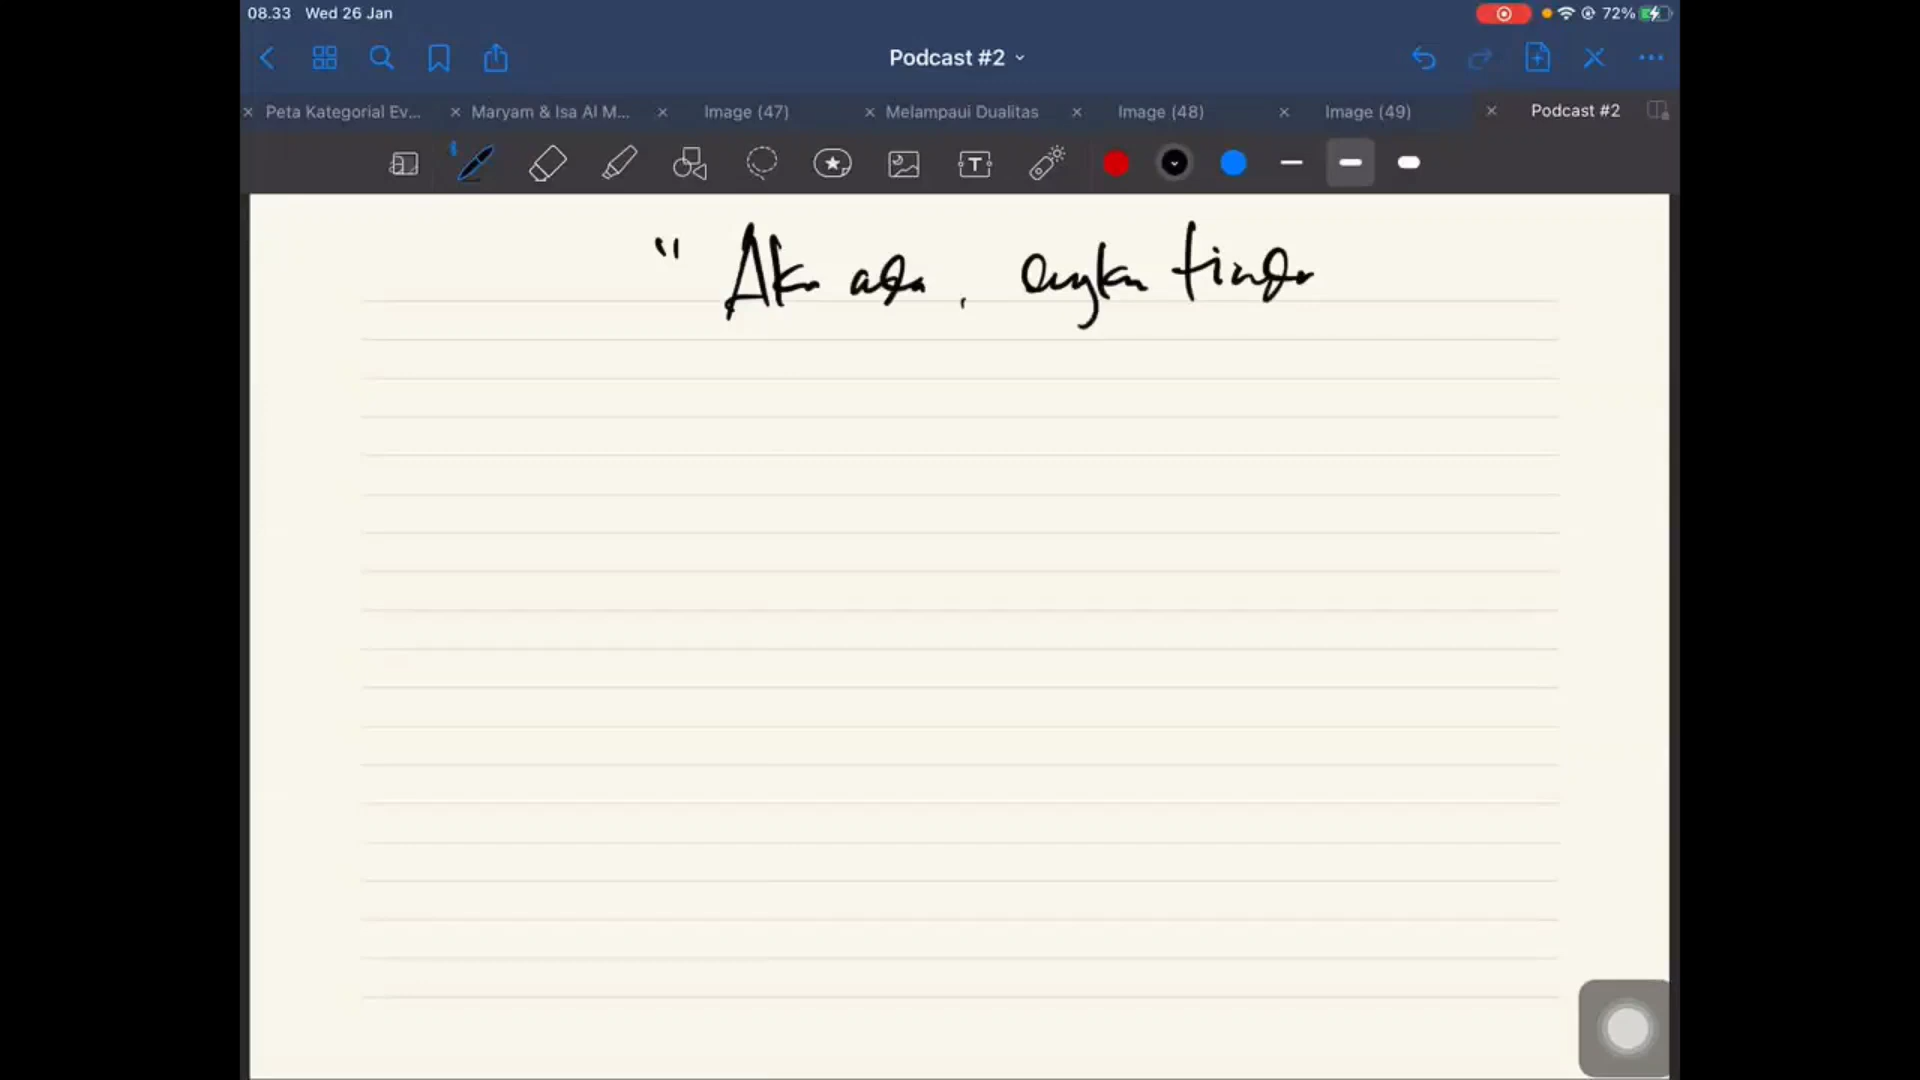 08.33 Wed 26 Jan
72%
Podcast #2
Peta Kategorial Ev...
Maryam & Isa Al M...
Image (47)
Melampaui Dualitas
Image (48)
Image (49)
Podcast #2
T
" Aku ada, engkau